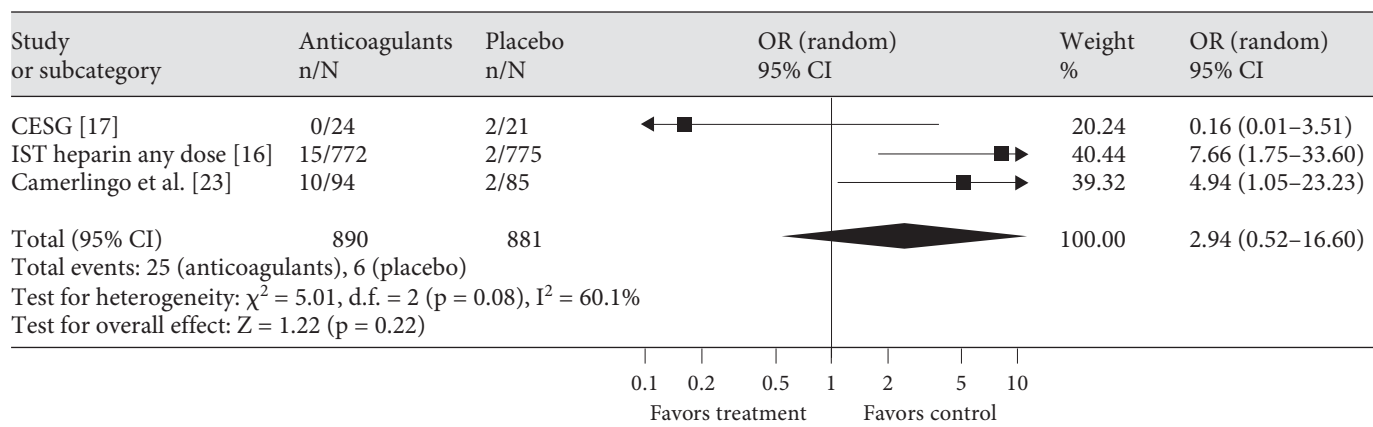 Study Anticoagulants Placebo OR (random) Weight OR (random)
or subcategory n/N n/N 95% CI % 95% CI
CESG [17] 0/24 2/21 20.24 0.16 (0.01–3.51)
IST heparin any dose [16] 15/772 2/775 40.44 7.66 (1.75–33.60)
Camerlingo et al. [23] 10/94 2/85 39.32 4.94 (1.05–23.23)
Total (95% CI) 890 881 100.00 2.94 (0.52–16.60)
Total events: 25 (anticoagulants), 6 (placebo)
Test for heterogeneity: χ² = 5.01, d.f. = 2 (p = 0.08), I² = 60.1%
Test for overall effect: Z = 1.22 (p = 0.22)
0.1 0.2 0.5 1 2 5 10
Favors treatment Favors control